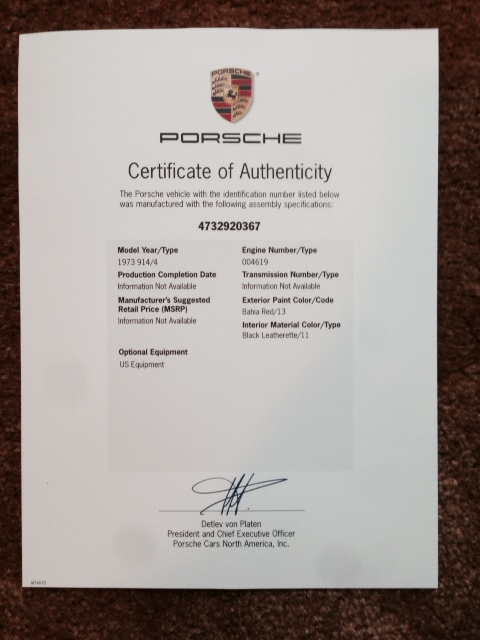 PORSCHE
PORSCHE
Certificate of Authenticity
The Porsche vehicle with the identification number listed below
was manufactured with the following assembly specifications:
4732920367
Model Year/Type
1973 914/4
Production Completion Date
Information Not Available
Manufacturer's Suggested
Retail Price (MSRP)
Information Not Available
Engine Number/Type
004619
Transmission Number/Type
Information Not Available
Exterior Paint Color/Code
Bahia Red/13
Interior Material Color/Type
Black Leatherette/11
Optional Equipment
US Equipment
Detlev von Platen
President and Chief Executive Officer
Porsche Cars North America, Inc.